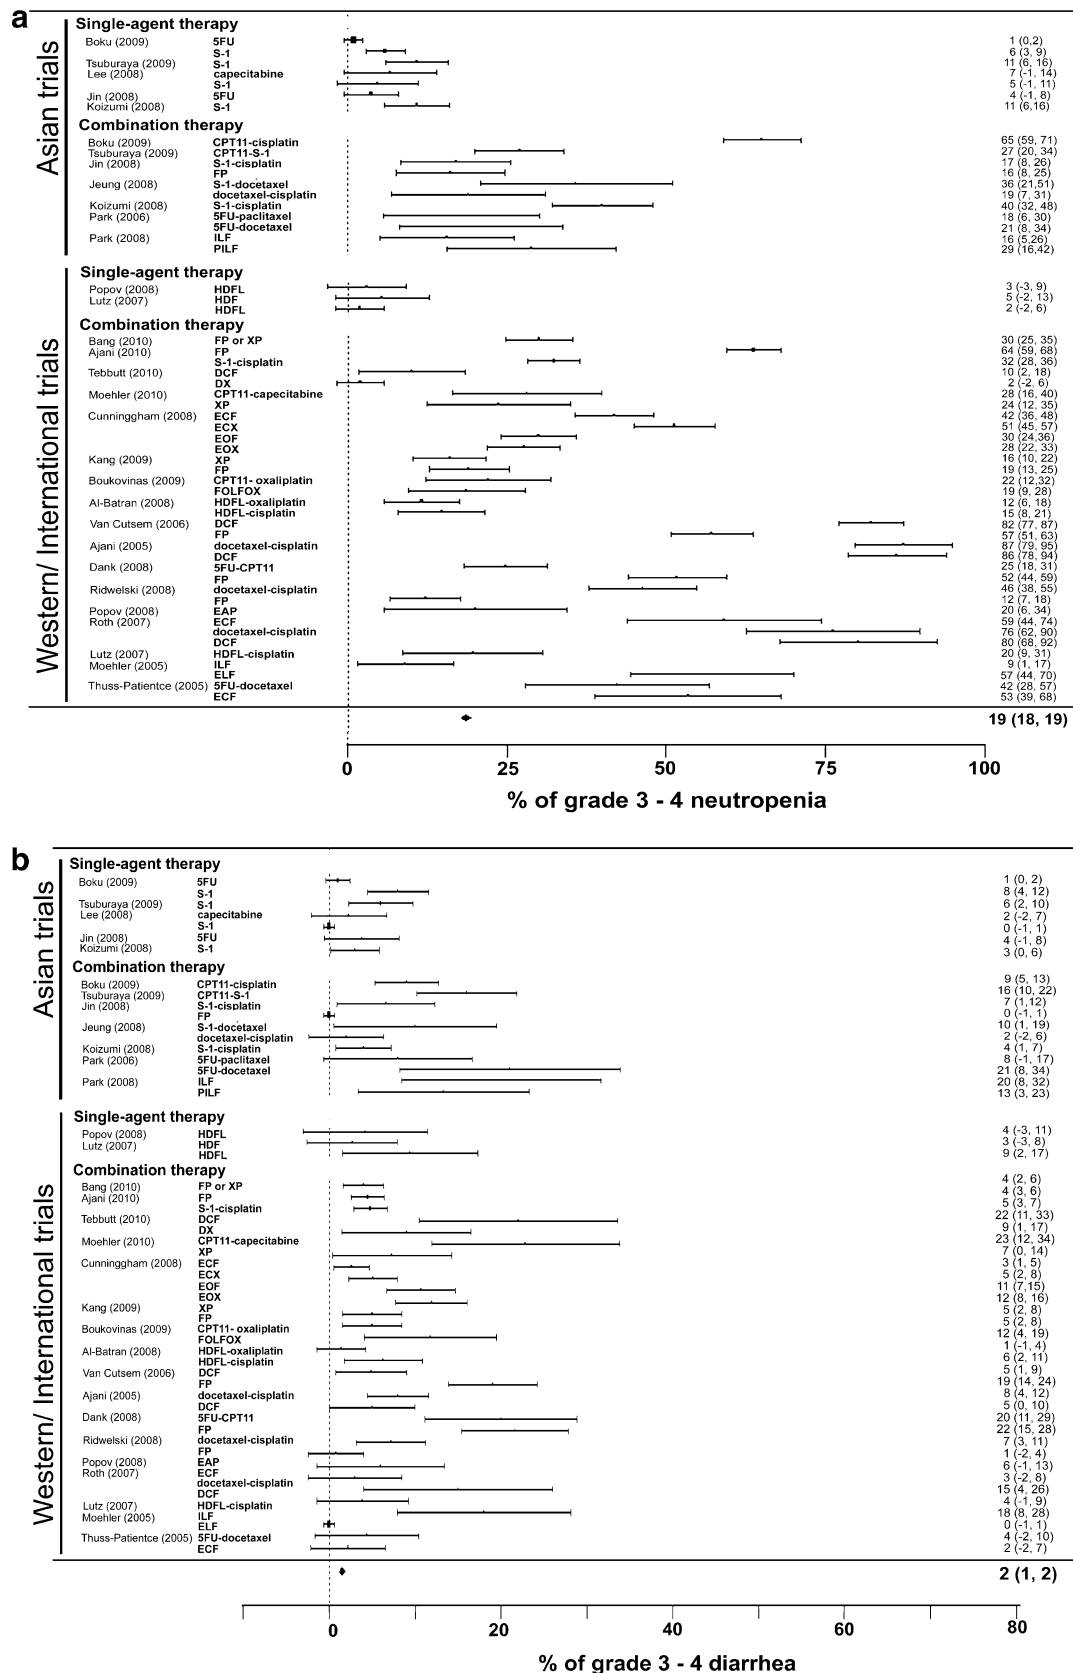 a
Asian trials
Single-agent therapy
Boku (2009) 5FU 1 (0,2)
S-1 6 (3, 9)
Tsuburaya (2009) S-1 11 (6, 16)
Lee (2008) capecitabine 7 (-1, 14)
S-1 5 (-1, 11)
Jin (2008) 5FU 4 (-1, 8)
Koizumi (2008) S-1 11 (6,16)
Combination therapy
Boku (2009) CPT11-cisplatin 65 (59, 71)
Tsuburaya (2009) CPT11-S-1 27 (20, 34)
Jin (2008) S-1-cisplatin 17 (8, 26)
FP 16 (8, 25)
Jeung (2008) S-1-docetaxel 36 (21,51)
docetaxel-cisplatin 19 (7, 31)
Koizumi (2008) S-1-cisplatin 40 (32, 48)
Park (2006) 5FU-paclitaxel 18 (6, 30)
5FU-docetaxel 21 (8, 34)
Park (2008) ILF 16 (5,26)
PILF 29 (16,42)
Western/ International trials
Single-agent therapy
Popov (2008) HDFL 3 (-3, 9)
Lutz (2007) HDF 5 (-2, 13)
HDFL 2 (-2, 6)
Combination therapy
Bang (2010) FP or XP 30 (25, 35)
Ajani (2010) FP 64 (59, 68)
S-1-cisplatin 32 (28, 36)
Tebbutt (2010) DCF 10 (2, 18)
DX 2 (-2, 6)
Moehler (2010) CPT11-capecitabine 28 (16, 40)
XP 24 (12, 35)
Cunninggham (2008) ECF 42 (36, 48)
ECX 51 (45, 57)
EOF 30 (24,36)
EOX 28 (22, 33)
Kang (2009) XP 16 (10, 22)
FP 19 (13, 25)
Boukovinas (2009) CPT11- oxaliplatin 22 (12,32)
FOLFOX 19 (9, 28)
Al-Batran (2008) HDFL-oxaliplatin 12 (6, 18)
HDFL-cisplatin 15 (8, 21)
Van Cutsem (2006) DCF 82 (77, 87)
FP 57 (51, 63)
Ajani (2005) docetaxel-cisplatin 87 (79, 95)
DCF 86 (78, 94)
Dank (2008) 5FU-CPT11 25 (18, 31)
FP 52 (44, 59)
Ridwelski (2008) docetaxel-cisplatin 46 (38, 55)
FP 12 (7, 18)
Popov (2008) EAP 20 (6, 34)
Roth (2007) ECF 59 (44, 74)
docetaxel-cisplatin 76 (62, 90)
DCF 80 (68, 92)
Lutz (2007) HDFL-cisplatin 20 (9, 31)
Moehler (2005) ILF 9 (1, 17)
ELF 57 (44, 70)
Thuss-Patientce (2005) 5FU-docetaxel 42 (28, 57)
ECF 53 (39, 68)
19 (18, 19)
0 25 50 75 100
% of grade 3 - 4 neutropenia
b
Asian trials
Single-agent therapy
Boku (2009) 5FU 1 (0, 2)
S-1 8 (4, 12)
Tsuburaya (2009) S-1 6 (2, 10)
Lee (2008) capecitabine 2 (-2, 7)
S-1 0 (-1, 1)
Jin (2008) 5FU 4 (-1, 8)
Koizumi (2008) S-1 3 (0, 6)
Combination therapy
Boku (2009) CPT11-cisplatin 9 (5, 13)
Tsuburaya (2009) CPT11-S-1 16 (10, 22)
Jin (2008) S-1-cisplatin 7 (1,12)
FP 0 (-1, 1)
Jeung (2008) S-1-docetaxel 10 (1, 19)
docetaxel-cisplatin 2 (-2, 6)
Koizumi (2008) S-1-cisplatin 4 (1, 7)
Park (2006) 5FU-paclitaxel 8 (-1, 17)
5FU-docetaxel 21 (8, 34)
Park (2008) ILF 20 (8, 32)
PILF 13 (3, 23)
Western/ International trials
Single-agent therapy
Popov (2008) HDFL 4 (-3, 11)
Lutz (2007) HDF 3 (-3, 8)
HDFL 9 (2, 17)
Combination therapy
Bang (2010) FP or XP 4 (2, 6)
Ajani (2010) FP 4 (3, 6)
S-1-cisplatin 5 (3, 7)
Tebbutt (2010) DCF 22 (11, 33)
DX 9 (1, 17)
Moehler (2010) CPT11-capecitabine 23 (12, 34)
XP 7 (0, 14)
Cunninggham (2008) ECF 3 (1, 5)
ECX 5 (2, 8)
EOF 11 (7,15)
EOX 12 (8, 16)
Kang (2009) XP 5 (2, 8)
FP 5 (2, 8)
Boukovinas (2009) CPT11- oxaliplatin 12 (4, 19)
FOLFOX 1 (-1, 4)
Al-Batran (2008) HDFL-oxaliplatin 6 (2, 11)
HDFL-cisplatin 5 (1, 9)
Van Cutsem (2006) DCF 19 (14, 24)
FP 8 (4, 12)
Ajani (2005) docetaxel-cisplatin 5 (0, 10)
DCF 20 (11, 29)
Dank (2008) 5FU-CPT11 22 (15, 28)
FP 7 (3, 11)
Ridwelski (2008) docetaxel-cisplatin 1 (-2, 4)
FP 6 (-1, 13)
Popov (2008) EAP 3 (-2, 8)
Roth (2007) ECF 15 (4, 26)
docetaxel-cisplatin 4 (-1, 9)
DCF 18 (8, 28)
Lutz (2007) HDFL-cisplatin 0 (-1, 1)
Moehler (2005) ILF 4 (-2, 10)
ELF 2 (-2, 7)
Thuss-Patientce (2005) 5FU-docetaxel
ECF
2 (1, 2)
0 20 40 60 80
% of grade 3 - 4 diarrhea